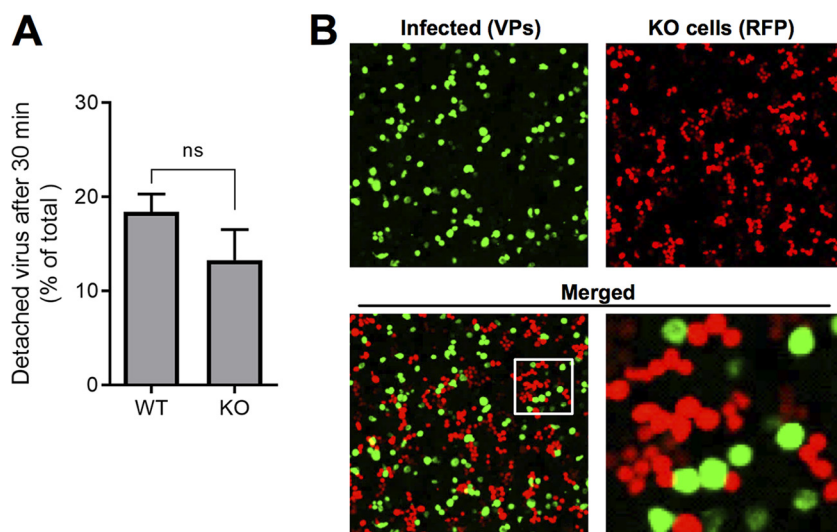 A
Detached virus after 30 min
(% of total )
30
20
10
0
ns
WT
KO
B
Infected (VPs)
KO cells (RFP)
Merged